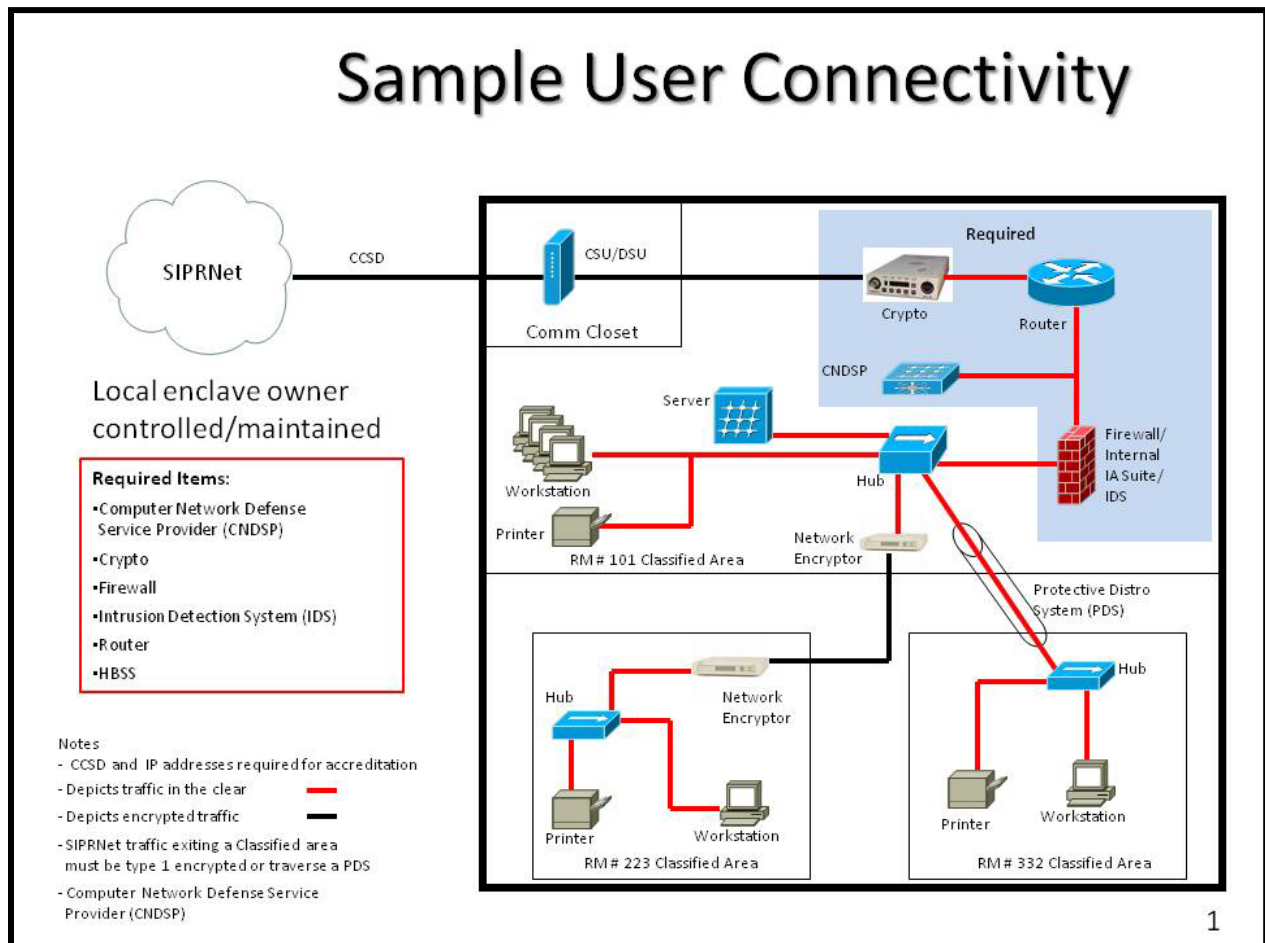 Sample User Connectivity
SIPRNet
CCSD
CSU/DSU
Comm Closet
Required
Crypto
Router
CNDSP
Firewall/
Internal
IA Suite/
IDS
Server
Hub
Workstation
Printer
RM# 101 Classified Area
Network
Encryptor
Protective Distro
System (PDS)
Hub
Network
Encryptor
Printer
Workstation
RM# 223 Classified Area
Hub
Printer
Workstation
RM# 332 Classified Area
Local enclave owner
controlled/maintained
Required Items:
▪Computer Network Defense
Service Provider (CNDSP)
▪Crypto
▪Firewall
▪Intrusion Detection System (IDS)
▪Router
▪HBSS
Notes
- CCSD and IP addresses required for accreditation
- Depicts traffic in the clear
- Depicts encrypted traffic
- SIPRNet traffic exiting a Classified area
must be type 1 encrypted or traverse a PDS
- Computer Network Defense Service
Provider (CNDSP)
1